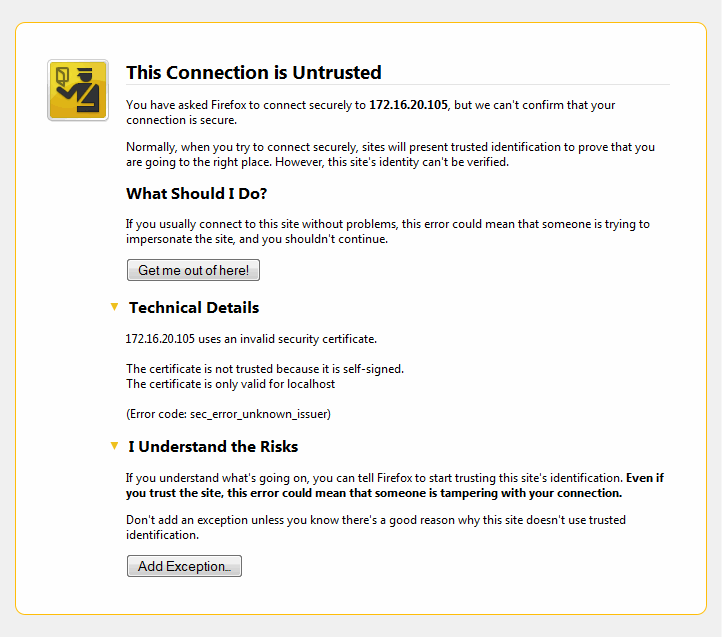 This Connection is Untrusted
You have asked Firefox to connect securely to 172.16.20.105, but we can't confirm that your
connection is secure.
Normally, when you try to connect securely, sites will present trusted identification to prove that you
are going to the right place. However, this site's identity can't be verified.
What Should I Do?
If you usually connect to this site without problems, this error could mean that someone is trying to
impersonate the site, and you shouldn't continue.
Get me out of here!
Technical Details
172.16.20.105 uses an invalid security certificate.
The certificate is not trusted because it is self-signed.
The certificate is only valid for localhost
(Error code: sec_error_unknown_issuer)
I Understand the Risks
If you understand what's going on, you can tell Firefox to start trusting this site's identification. Even if
you trust the site, this error could mean that someone is tampering with your connection.
Don't add an exception unless you know there's a good reason why this site doesn't use trusted
identification.
Add Exception...